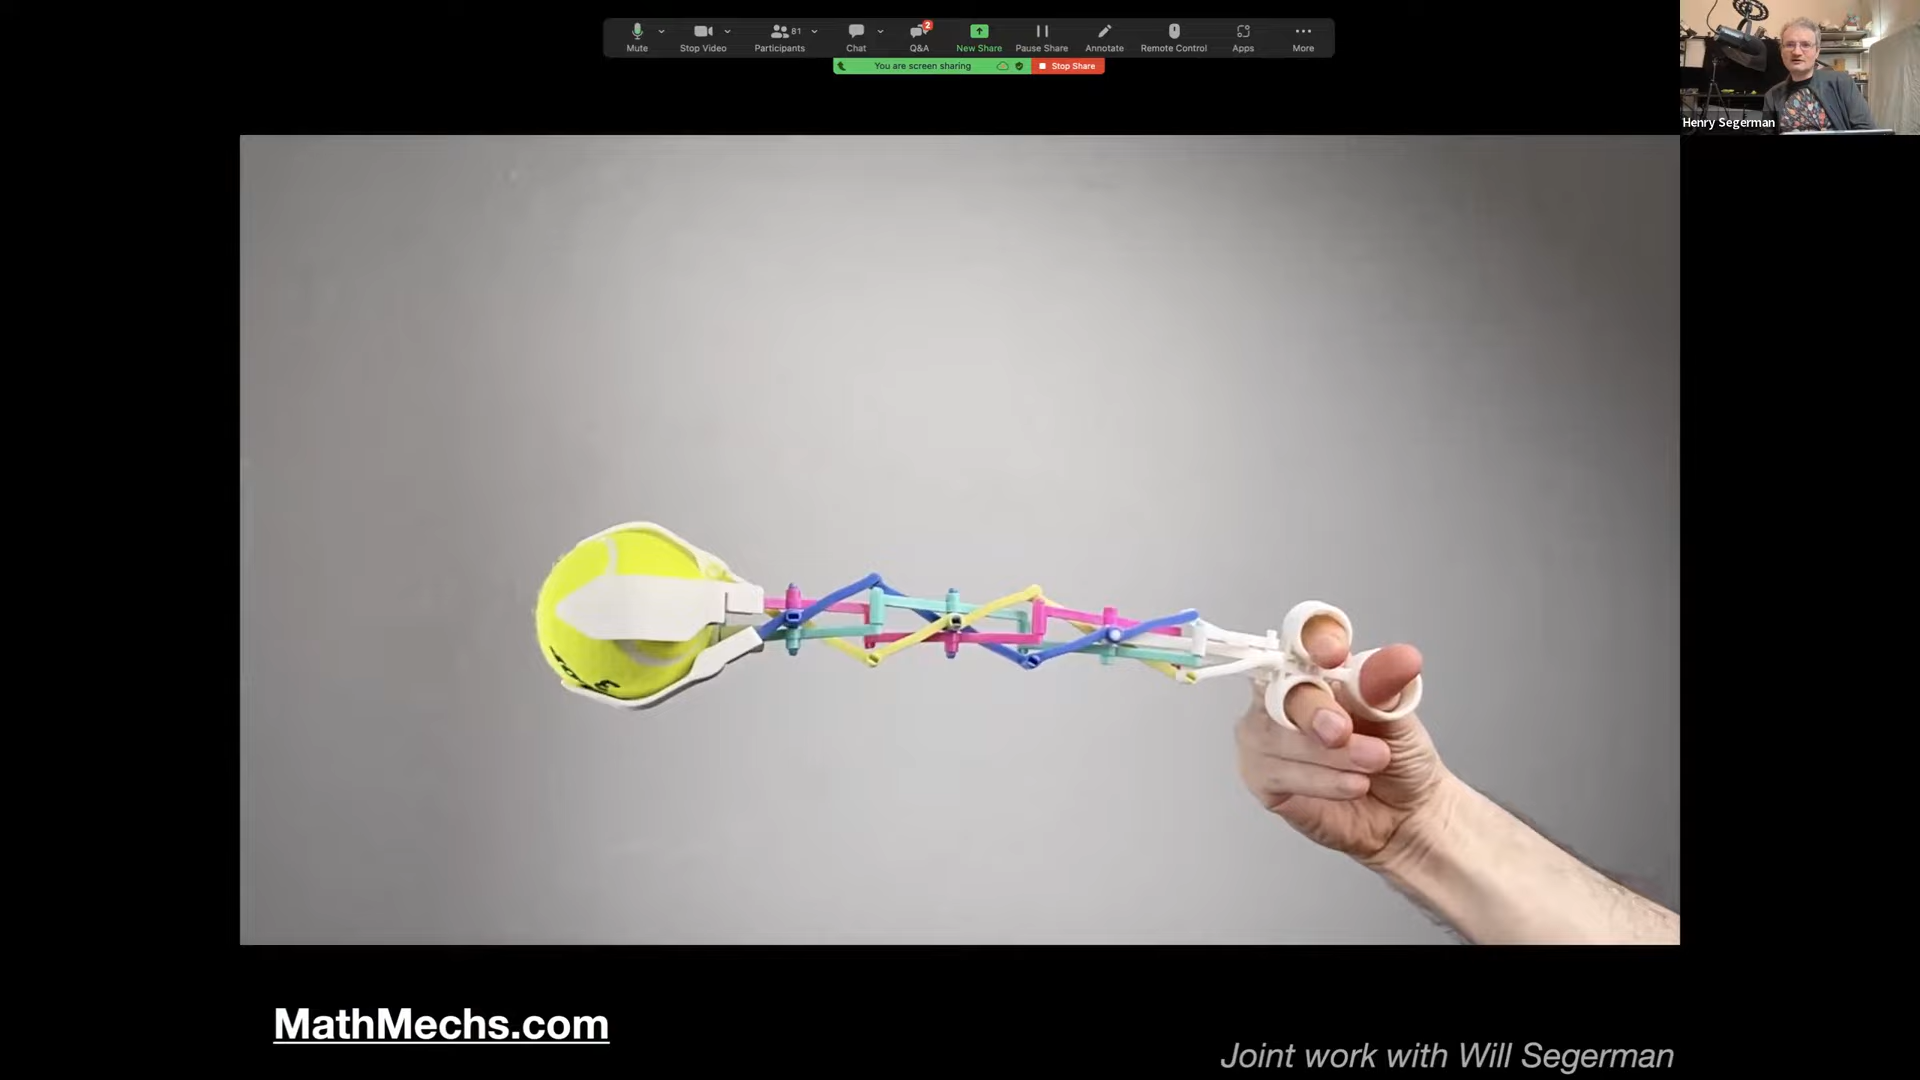 Mute
Stop Video
81
Participants
Chat
2
Q&A
New Share
Pause Share
Annotate
Remote Control
Apps
More
You are screen sharing
Stop Share
Henry Segerman
3
MathMechs.com
Joint work with Will Segerman